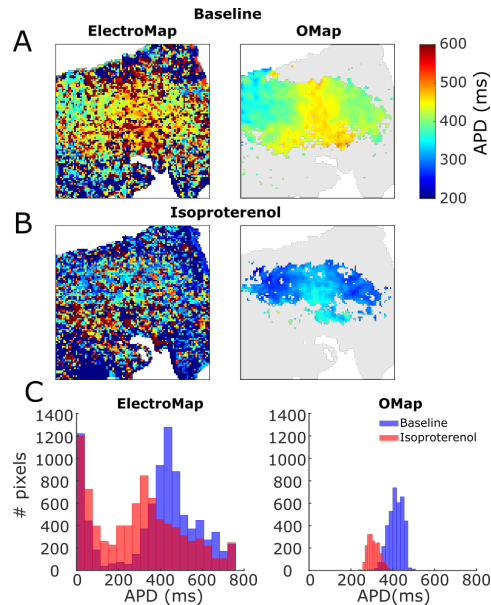 Baseline
A
ElectroMap
OMap
600
500
400
300
200
APD (ms)
B
Isoproterenol
C
ElectroMap
OMap
1400
1200
1000
800
600
400
200
0
# pixels
0
200
400
600
800
APD (ms)
1400
1200
1000
800
600
400
200
0
Baseline
Isoproterenol
0
200
400
600
800
APD(ms)